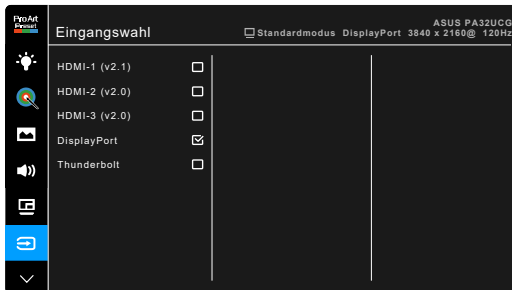 ProArt
Preset
Eingangswahl
ASUS PA32UCG
Standardmodus DisplayPort 3840 x 2160@ 120Hz
HDMI-1 (v2.1)
HDMI-2 (v2.0)
HDMI-3 (v2.0)
DisplayPort
Thunderbolt